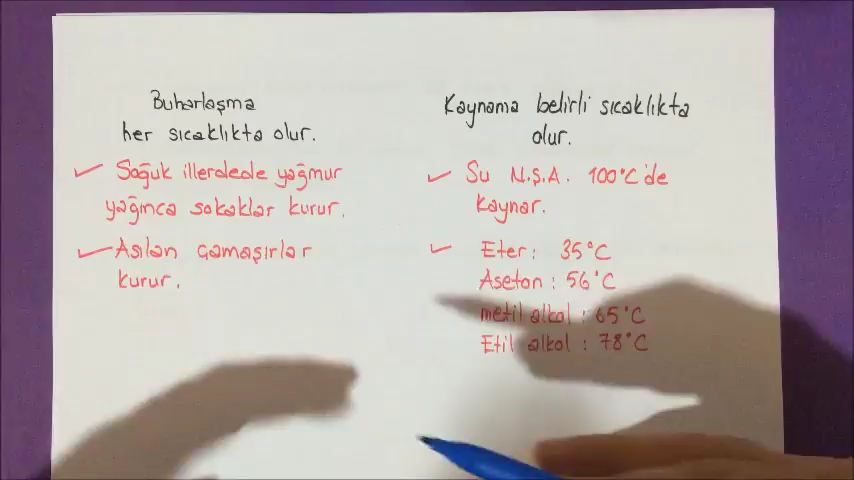 Buharlaşma
her sıcaklıkta olur.
✓ Soğuk illerdede yağmur
yağınca sokaklar kurur.
✓ Asılan çamaşırlar
kurur.
Kaynama belirli sıcaklıkta
olur.
✓ Su N.Ş.A. 100°C'de
kaynar.
✓ Eter: 35°C
Aseton: 56°C
metil alkol: 65°C
Etil alkol: 78°C